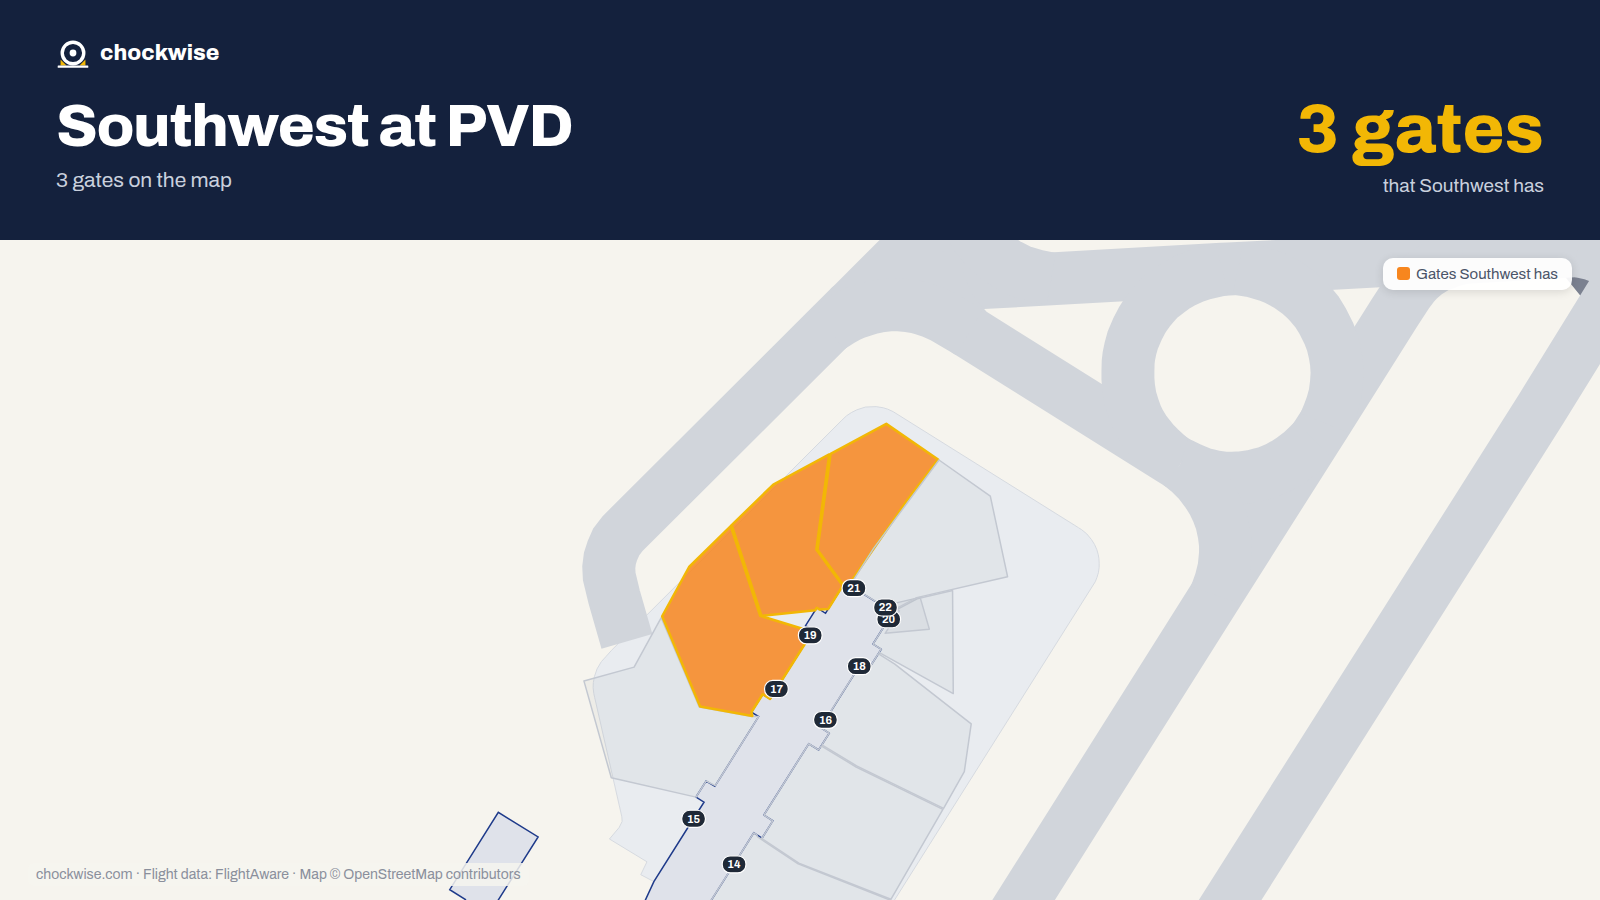 chockwise
Southwest at PVD
3 gates on the map
3 gates
that Southwest has
Gates Southwest has
21
22
20
19
18
17
16
15
14
chockwise.com · Flight data: FlightAware · Map © OpenStreetMap contributors